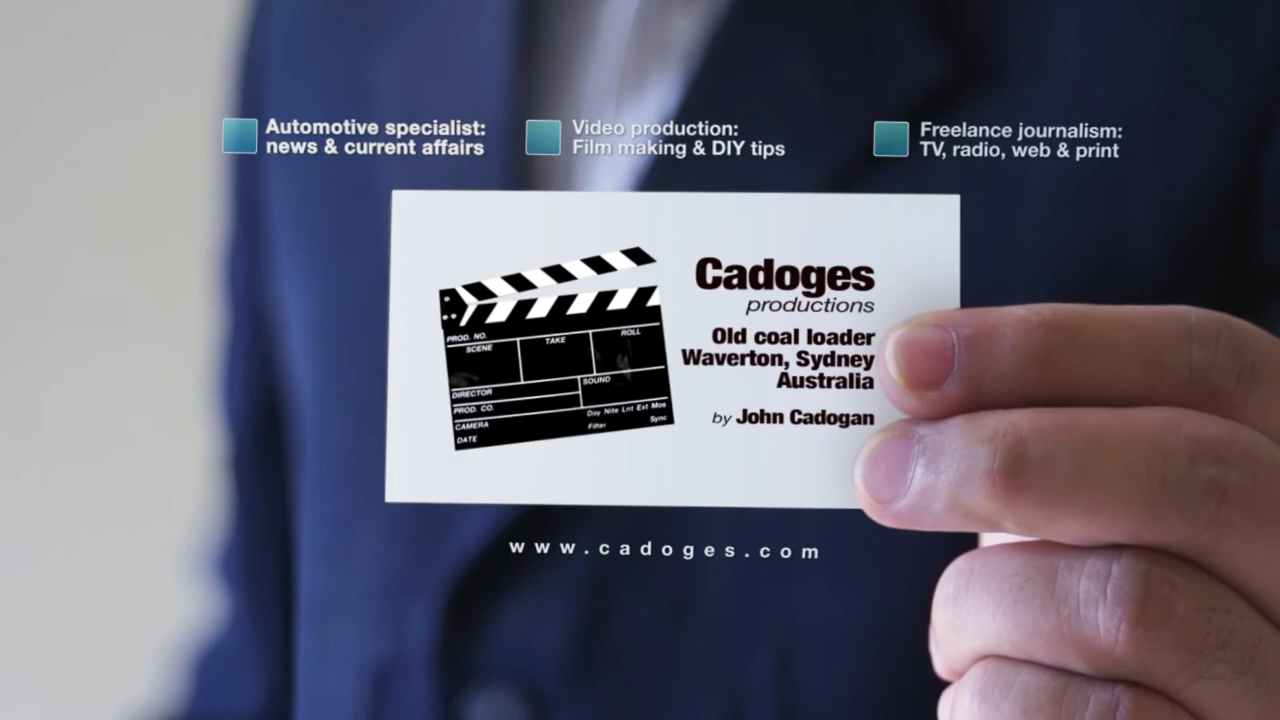 Automotive specialist:
news & current affairs
Video production:
Film making & DIY tips
Freelance journalism:
TV, radio, web & print
PROD. NO.
SCENE
TAKE
ROLL
DIRECTOR
SOUND
PROD. CO.
CAMERA
DATE
Day Nite Lnt Ext Mos
Filter
Sync
Cadoges
productions
Old coal loader
Waverton, Sydney
Australia
by John Cadogan
www.cadoges.com